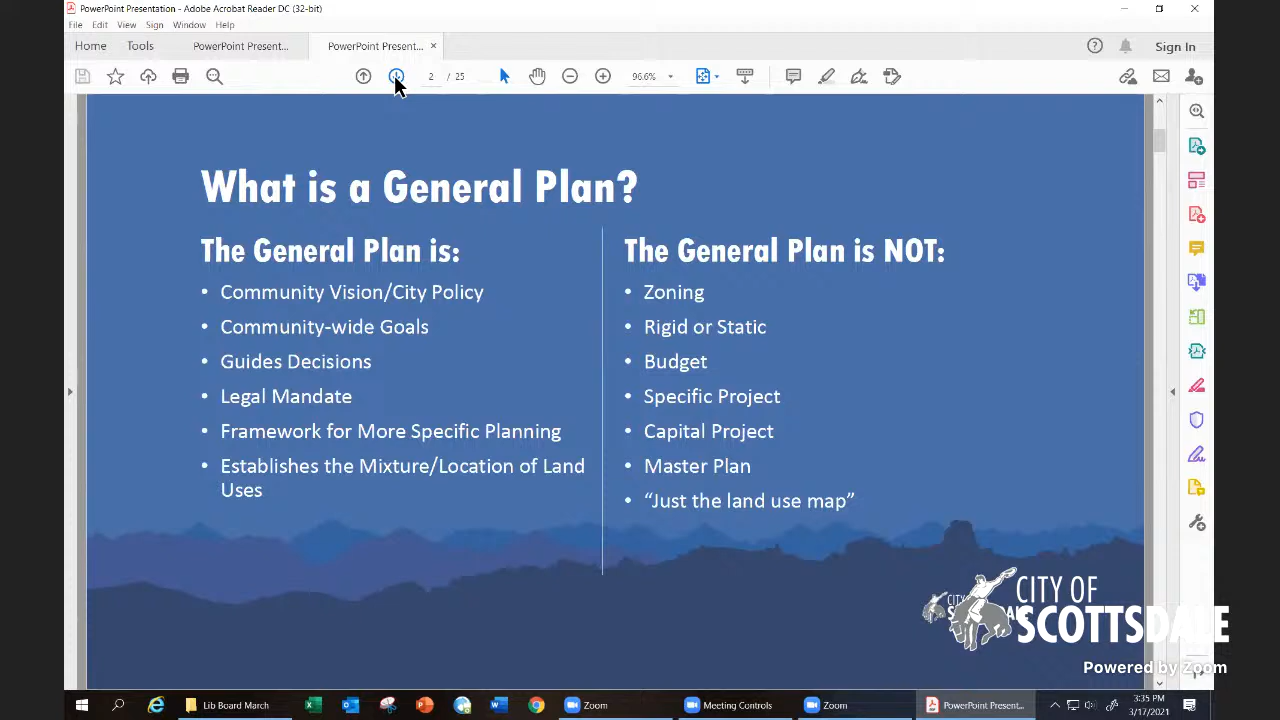 PowerPoint Presentation - Adobe Acrobat Reader DC (32-bit)
File Edit View Sign Window Help
Home Tools PowerPoint Present... PowerPoint Present... × Sign In
2 / 25 96.6%
What is a General Plan?
The General Plan is:
• Community Vision/City Policy
• Community-wide Goals
• Guides Decisions
• Legal Mandate
• Framework for More Specific Planning
• Establishes the Mixture/Location of Land
Uses
The General Plan is NOT:
• Zoning
• Rigid or Static
• Budget
• Specific Project
• Capital Project
• Master Plan
• “Just the land use map”
CITY OF
SCOTTSDALE
Powered by Zoom
Lib Board March Zoom Meeting Controls Zoom PowerPoint Present... 3:35 PM
3/17/2021